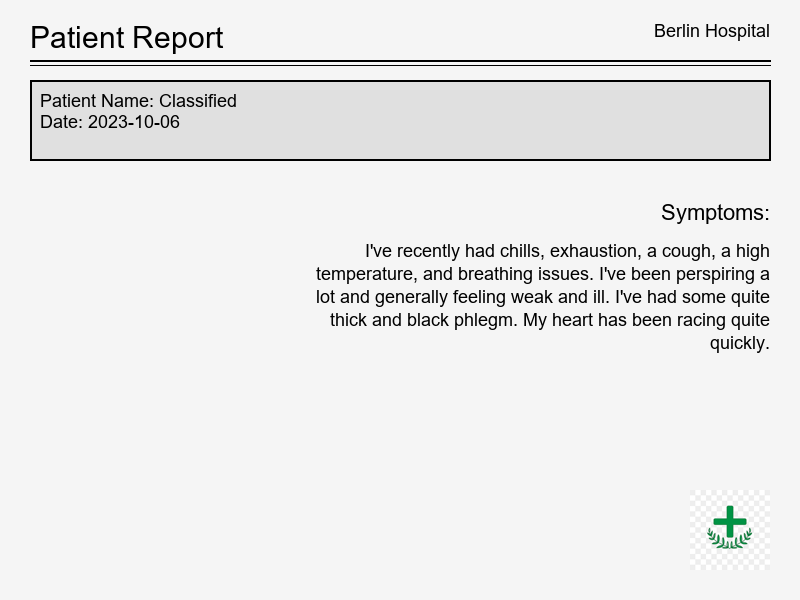 Patient Report
Berlin Hospital
Patient Name: Classified
Date: 2023-10-06
Symptoms:
I've recently had chills, exhaustion, a cough, a high
temperature, and breathing issues. I've been perspiring a
lot and generally feeling weak and ill. I've had some quite
thick and black phlegm. My heart has been racing quite
quickly.